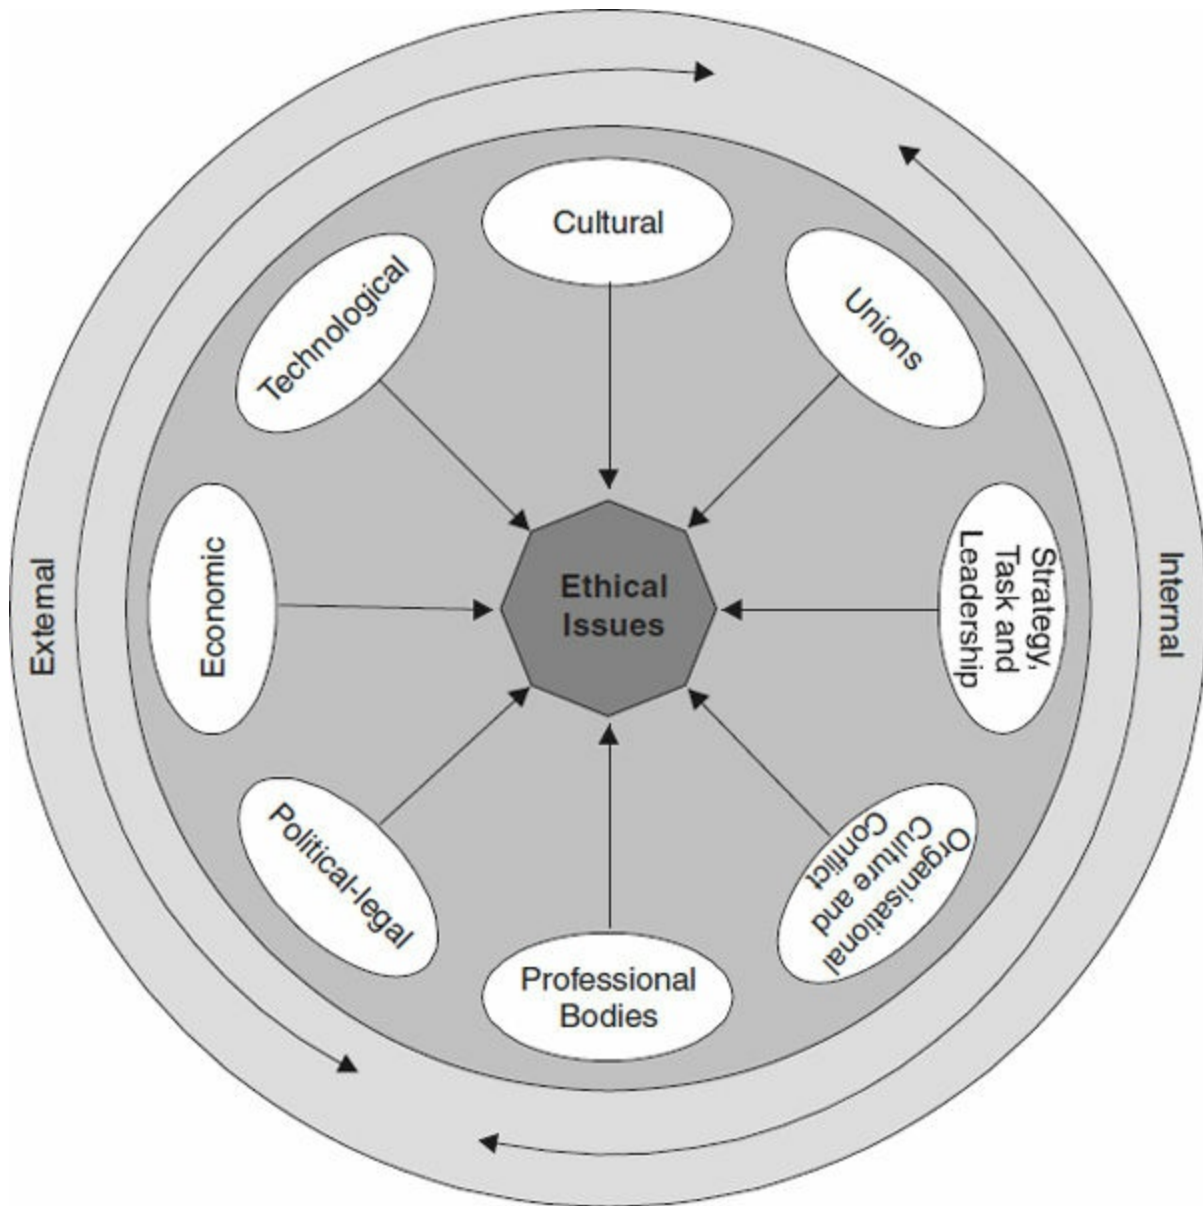 Cultural
Technological
Unions
External
Economic
Ethical
Issues
Strategy,
Task and
Leadership
Internal
Political-legal
Organisational
Culture and
Conflict
Professional
Bodies